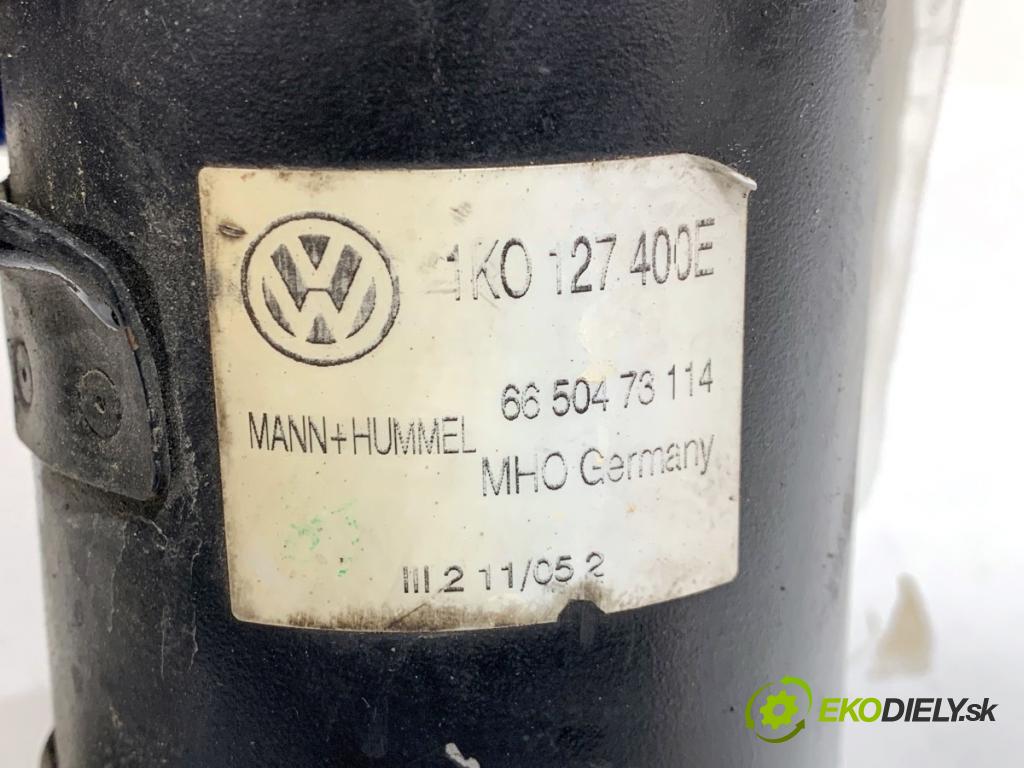 1K0 127 400E
66 504 73 114
MANN+HUMMEL
MHO Germany
III 2 11/05 2
EKODIELY.sk